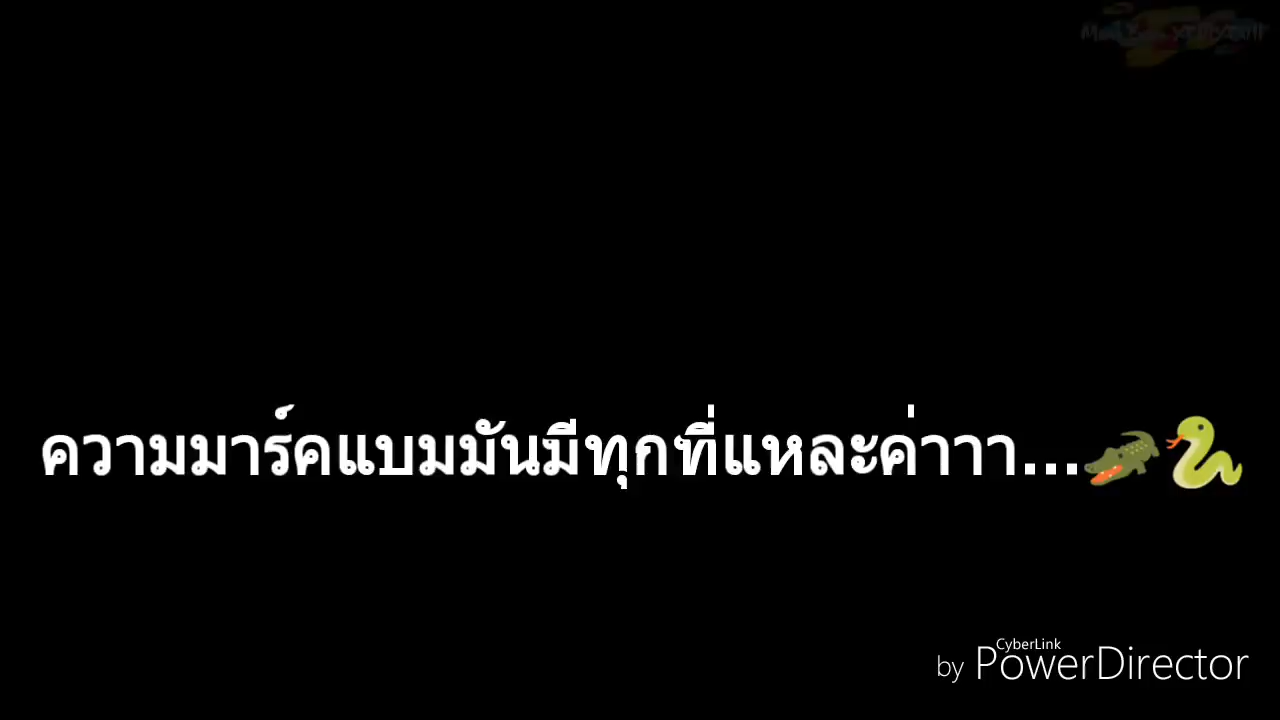 ความมาร์คแบมมันมีทุกที่แหละค่าาา...🐊🐍
CyberLink
by PowerDirector